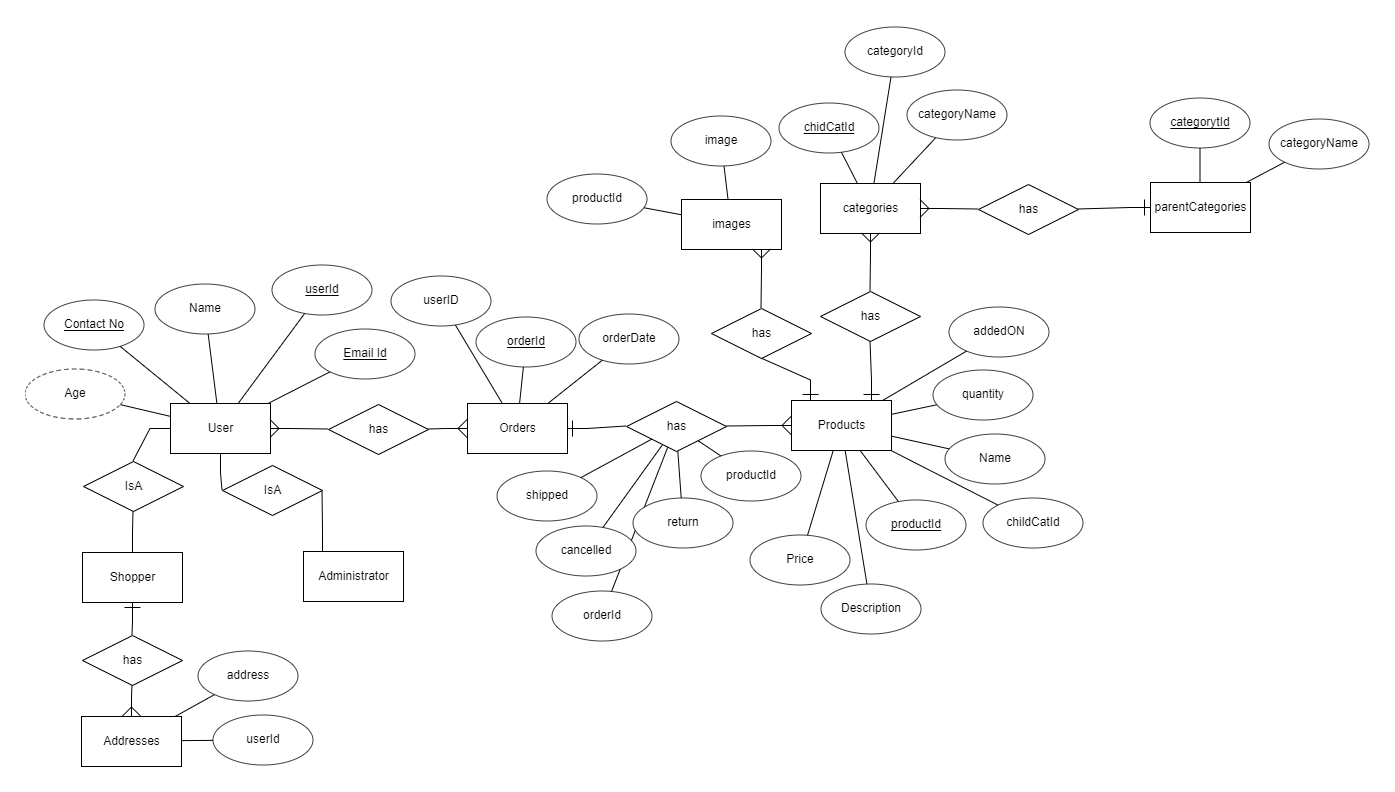 categoryId
chidCatId
categoryName
categorytId
categoryName
image
productId
images
categories
has
parentCategories
Contact No
Name
userId
userID
orderId
orderDate
Email Id
has
has
addedON
Age
quantity
User
has
Orders
has
Products
Name
IsA
IsA
shipped
productId
return
productId
childCatId
cancelled
Price
Shopper
Administrator
orderId
Description
has
address
Addresses
userId